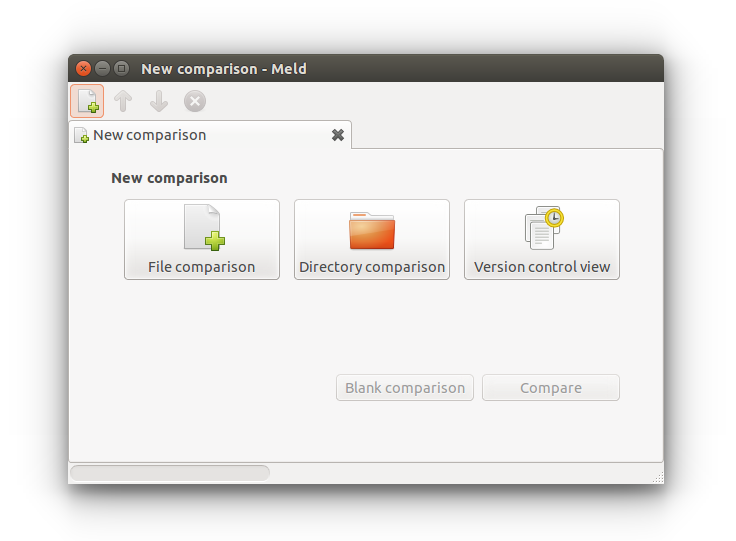 New comparison - Meld
New comparison
New comparison
File comparison
Directory comparison
Version control view
Blank comparison
Compare